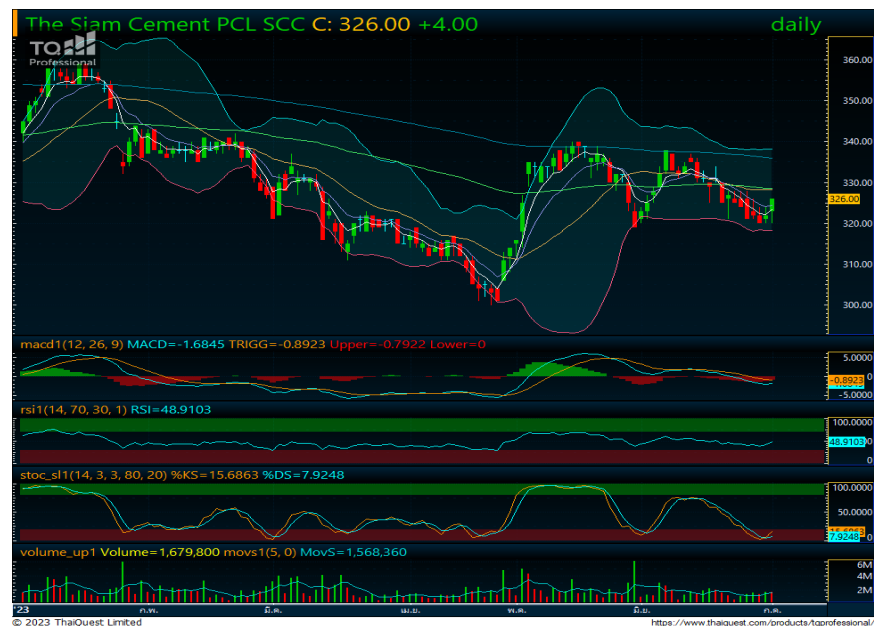 The Siam Cement PCL SCC C: 326.00 +4.00 daily
TQ
Professional
360.00
350.00
340.00
330.00
326.00
320.00
310.00
300.00
macd1(12, 26, 9) MACD=-1.6845 TRIGG=-0.8923 Upper=-0.7922 Lower=0
5.0000
-0.8923 0
-5.0000
rsi1(14, 70, 30, 1) RSI=48.9103
100.0000
48.9103
0
stoc_sl1(14, 3, 3, 80, 20) %KS=15.6863 %DS=7.9248
100.0000
50.0000
15.6863
7.9248 0
volume_up1 Volume=1,679,800 movs1(5, 0) MovS=1,568,360
6M
4M
2M
'23 ก.พ. มี.ค. เม.ย. พ.ค. มิ.ย. ก.ค.
© 2023 ThaiQuest Limited https://www.thaiquest.com/products/tqprofessional/